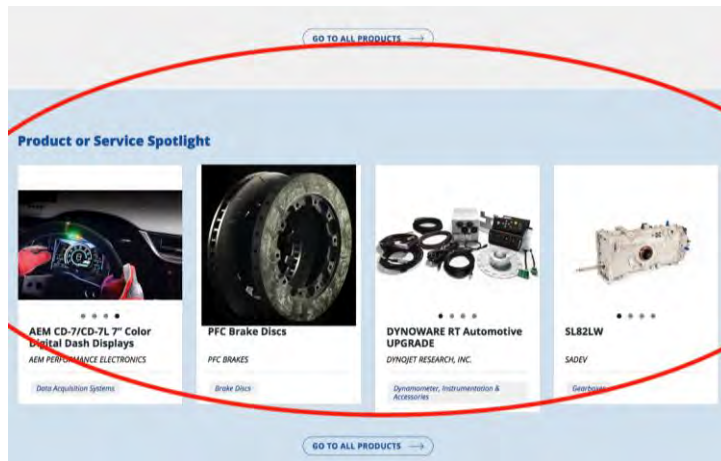 GO TO ALL PRODUCTS
Product or Service Spotlight
AEM CD-7/CD-7L 7" Color
Digital Dash Displays
AEM PERFORMANCE ELECTRONICS
Data Acquisition Systems
PFC Brake Discs
PFC BRAKES
Brake Discs
DYNOWARE RT Automotive
UPGRADE
DYNOJET RESEARCH, INC.
Dynamometer, Instrumentation &
Accessories
SL82LW
SADEV
Gearboxes
GO TO ALL PRODUCTS